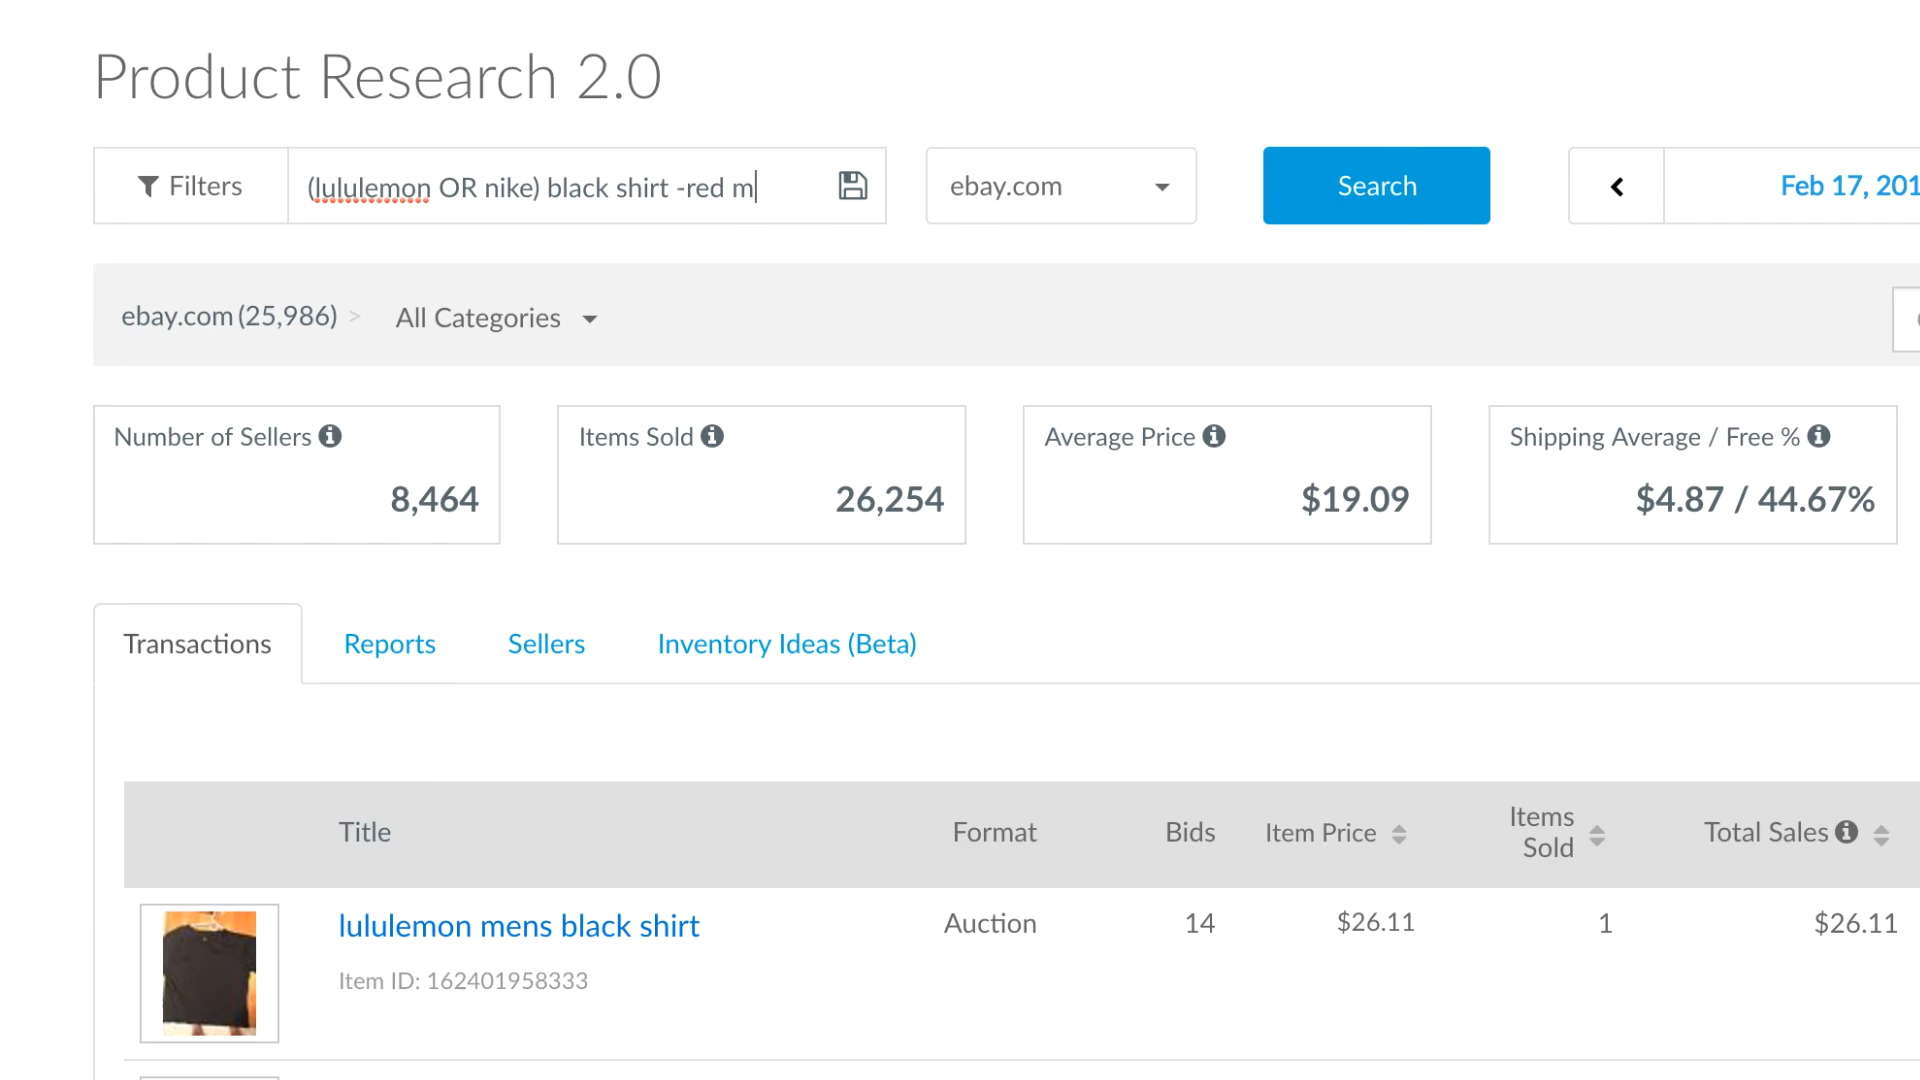 Product Research 2.0
Filters
(lululemon OR nike) black shirt -red m
ebay.com
Search
Feb 17, 201
ebay.com (25,986) >
All Categories
Number of Sellers
8,464
Items Sold
26,254
Average Price
$19.09
Shipping Average / Free %
$4.87 / 44.67%
Transactions
Reports
Sellers
Inventory Ideas (Beta)
Title
Format
Bids
Item Price
Items
Sold
Total Sales
lululemon mens black shirt
Auction
14
$26.11
1
$26.11
Item ID: 162401958333